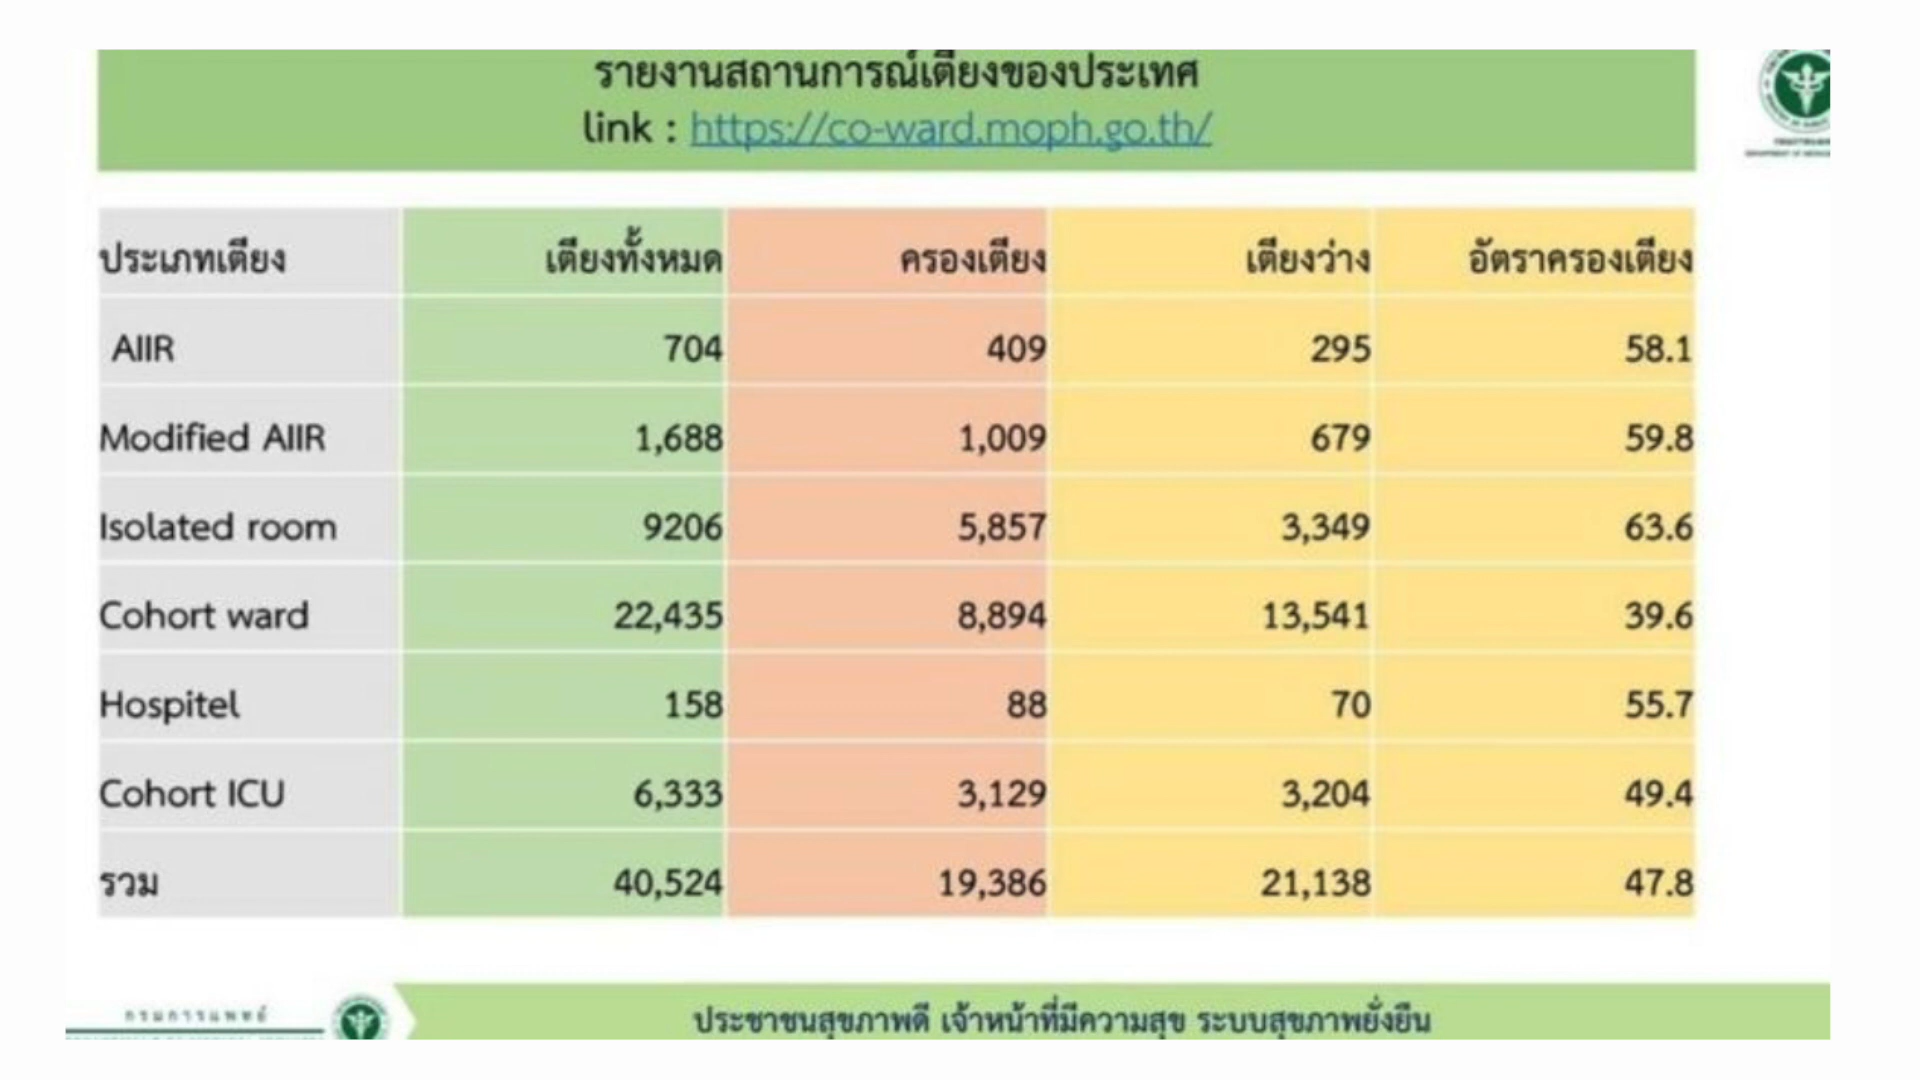 รายงานสถานการณ์เตียงของประเทศ
link : https://co-ward.moph.go.th/
ประเภทเตียง เตียงทั้งหมด ครองเตียง เตียงว่าง อัตราครองเตียง
AIIR 704 409 295 58.1
Modified AIIR 1,688 1,009 679 59.8
Isolated room 9206 5,857 3,349 63.6
Cohort ward 22,435 8,894 13,541 39.6
Hospitel 158 88 70 55.7
Cohort ICU 6,333 3,129 3,204 49.4
รวม 40,524 19,386 21,138 47.8
กรมการแพทย์
ประชาชนสุขภาพดี เจ้าหน้าที่มีความสุข ระบบสุขภาพยั่งยืน